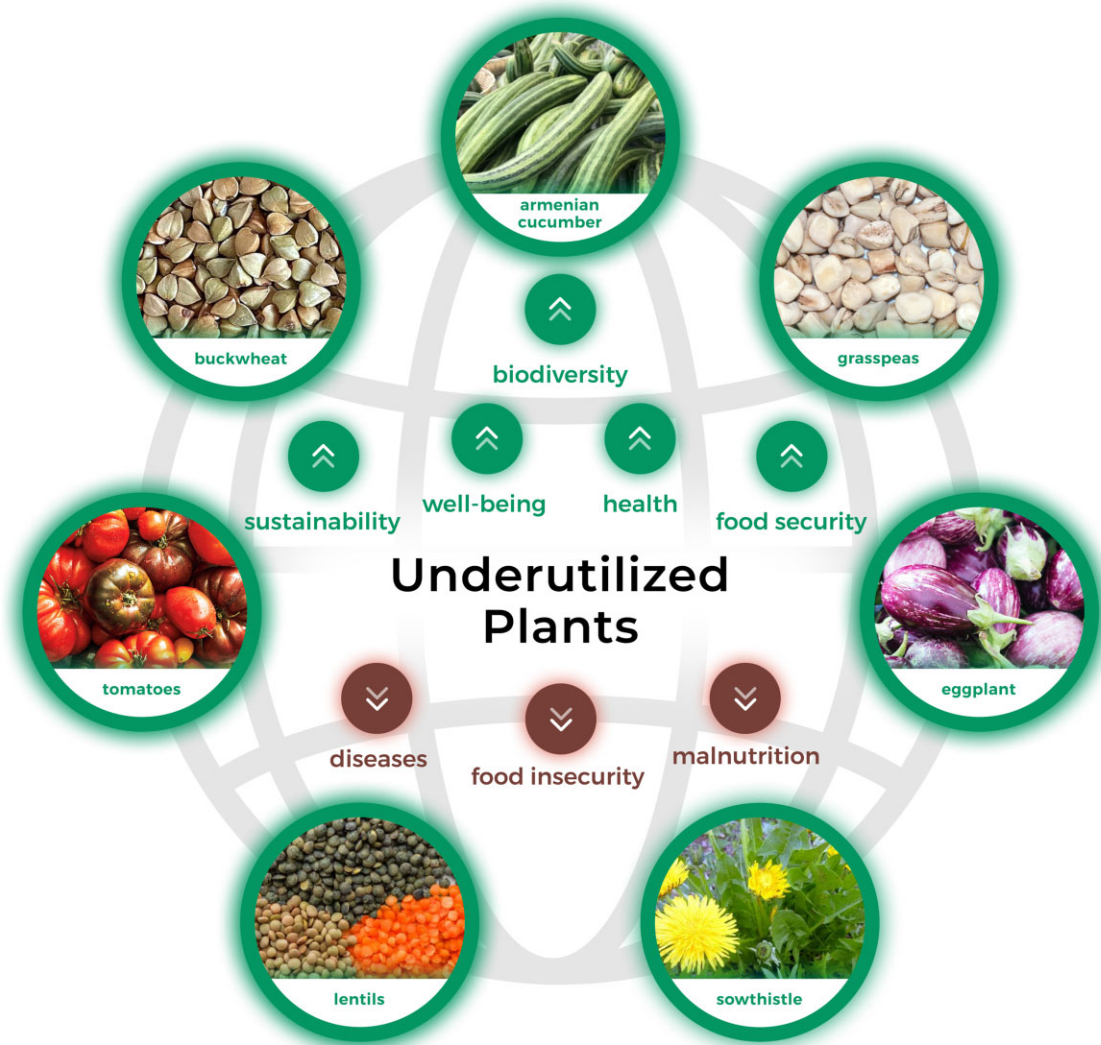 armenian
cucumber
buckwheat
grasspeas
biodiversity
well-being
health
sustainability
food security
Underutilized
Plants
tomatoes
eggplant
diseases
food insecurity
malnutrition
lentils
sowthistle